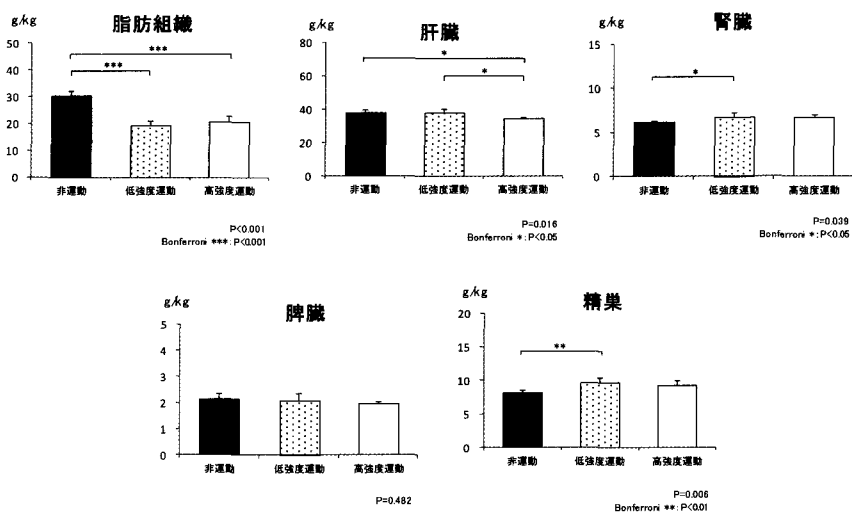 脂肪組織
g/kg
50
40
30
20
10
0
***
***
非運動
低強度運動
高強度運動
P<0.001
Bonferroni ***: P<0.001
肝臓
g/kg
80
60
40
20
0
*
*
非運動
低強度運動
高強度運動
P=0.016
Bonferroni *: P<0.05
腎臓
g/kg
15
10
5
0
*
非運動
低強度運動
高強度運動
P=0.039
Bonferroni *: P<0.05
脾臓
g/kg
5
4
3
2
1
0
非運動
低強度運動
高強度運動
P=0.482
精巣
g/kg
20
15
10
5
0
**
非運動
低強度運動
高強度運動
P=0.006
Bonferroni **: P<0.01